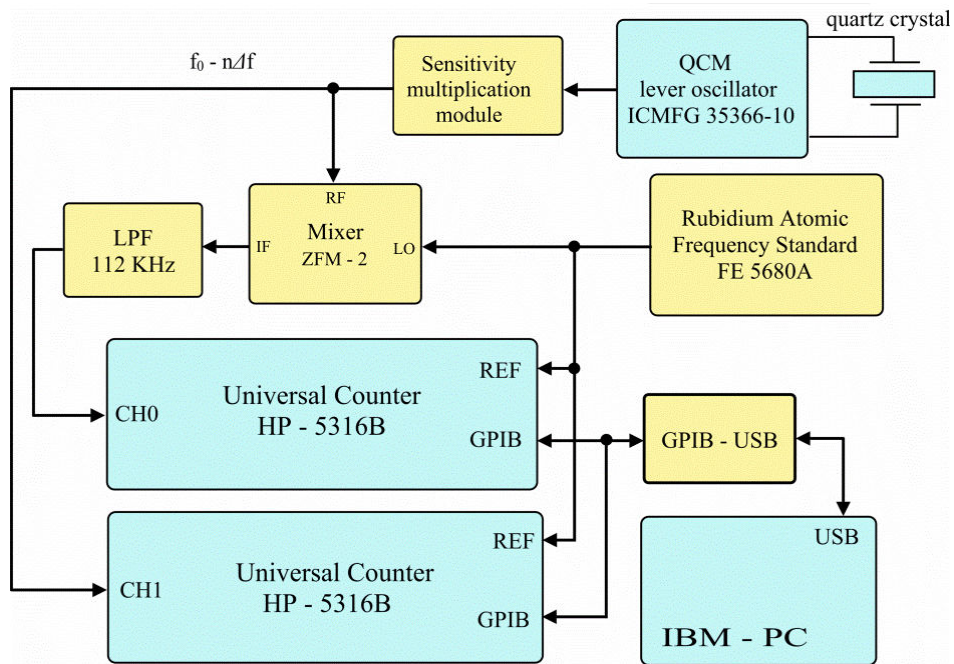 quartz crystal
f₀ - nΔf
Sensitivity
multiplication
module
QCM
lever oscillator
ICMFG 35366-10
RF
Mixer
ZFM - 2
IF
LO
LPF
112 KHz
Rubidium Atomic
Frequency Standard
FE 5680A
REF
Universal Counter
HP - 5316B
CH0
GPIB
GPIB - USB
REF
USB
Universal Counter
HP - 5316B
CH1
GPIB
IBM - PC